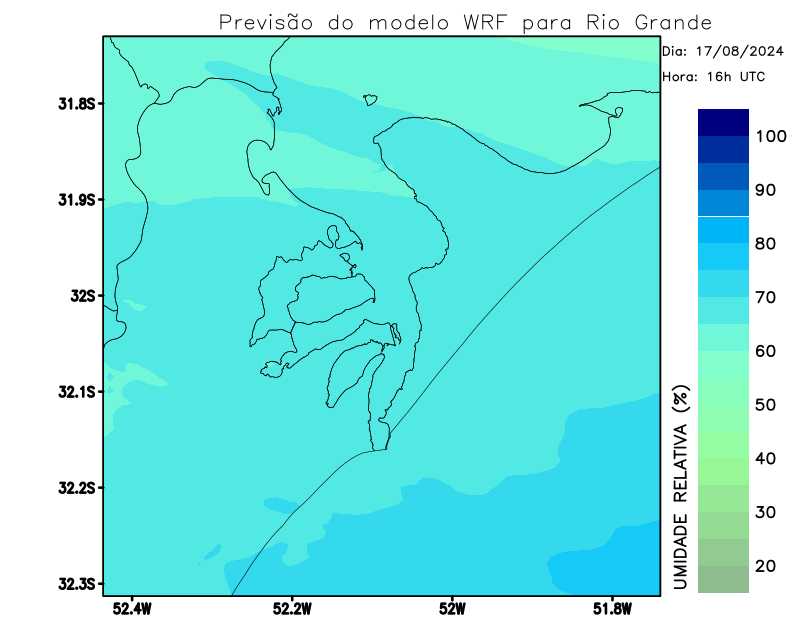 Previsão do modelo WRF para Rio Grande
Dia: 17/08/2024
Hora: 16h UTC
31.8S
31.9S
32S
32.1S
32.2S
32.3S
52.4W
52.2W
52W
51.8W
100
90
80
70
60
50
40
30
20
UMIDADE RELATIVA (%)